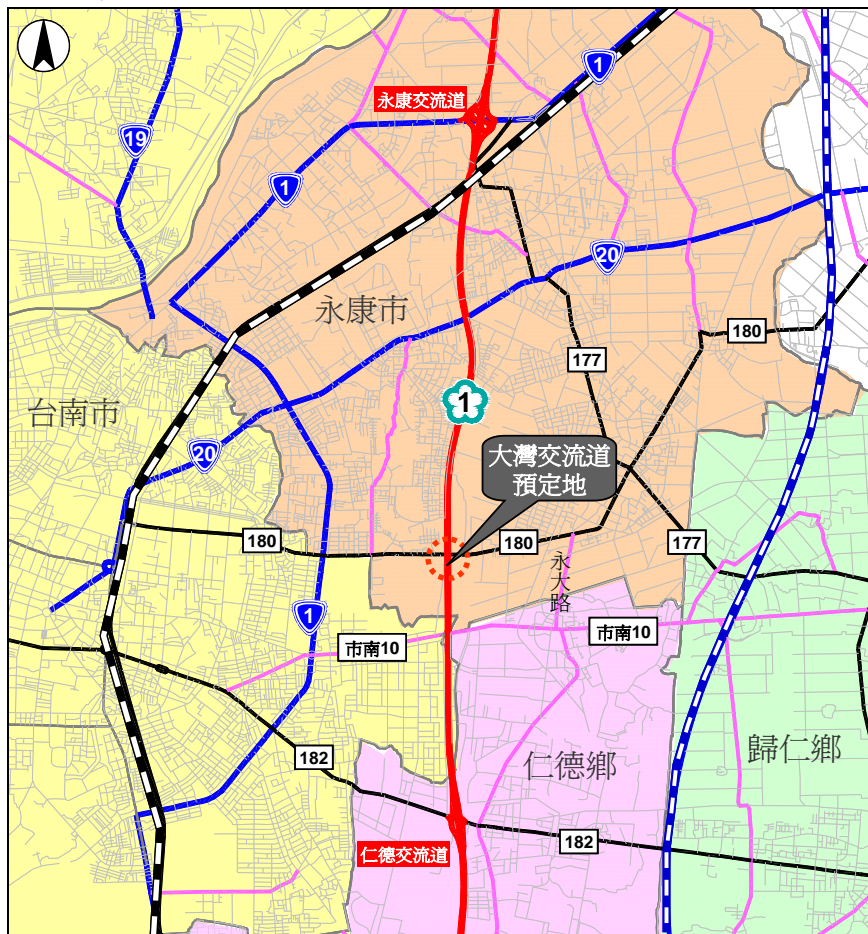 永康交流道
1
19
1
20
永康市
180
177
1
台南市
大灣交流道
預定地
20
180
180
177
永大路
1
市南10
市南10
182
仁德鄉
歸仁鄉
182
仁德交流道